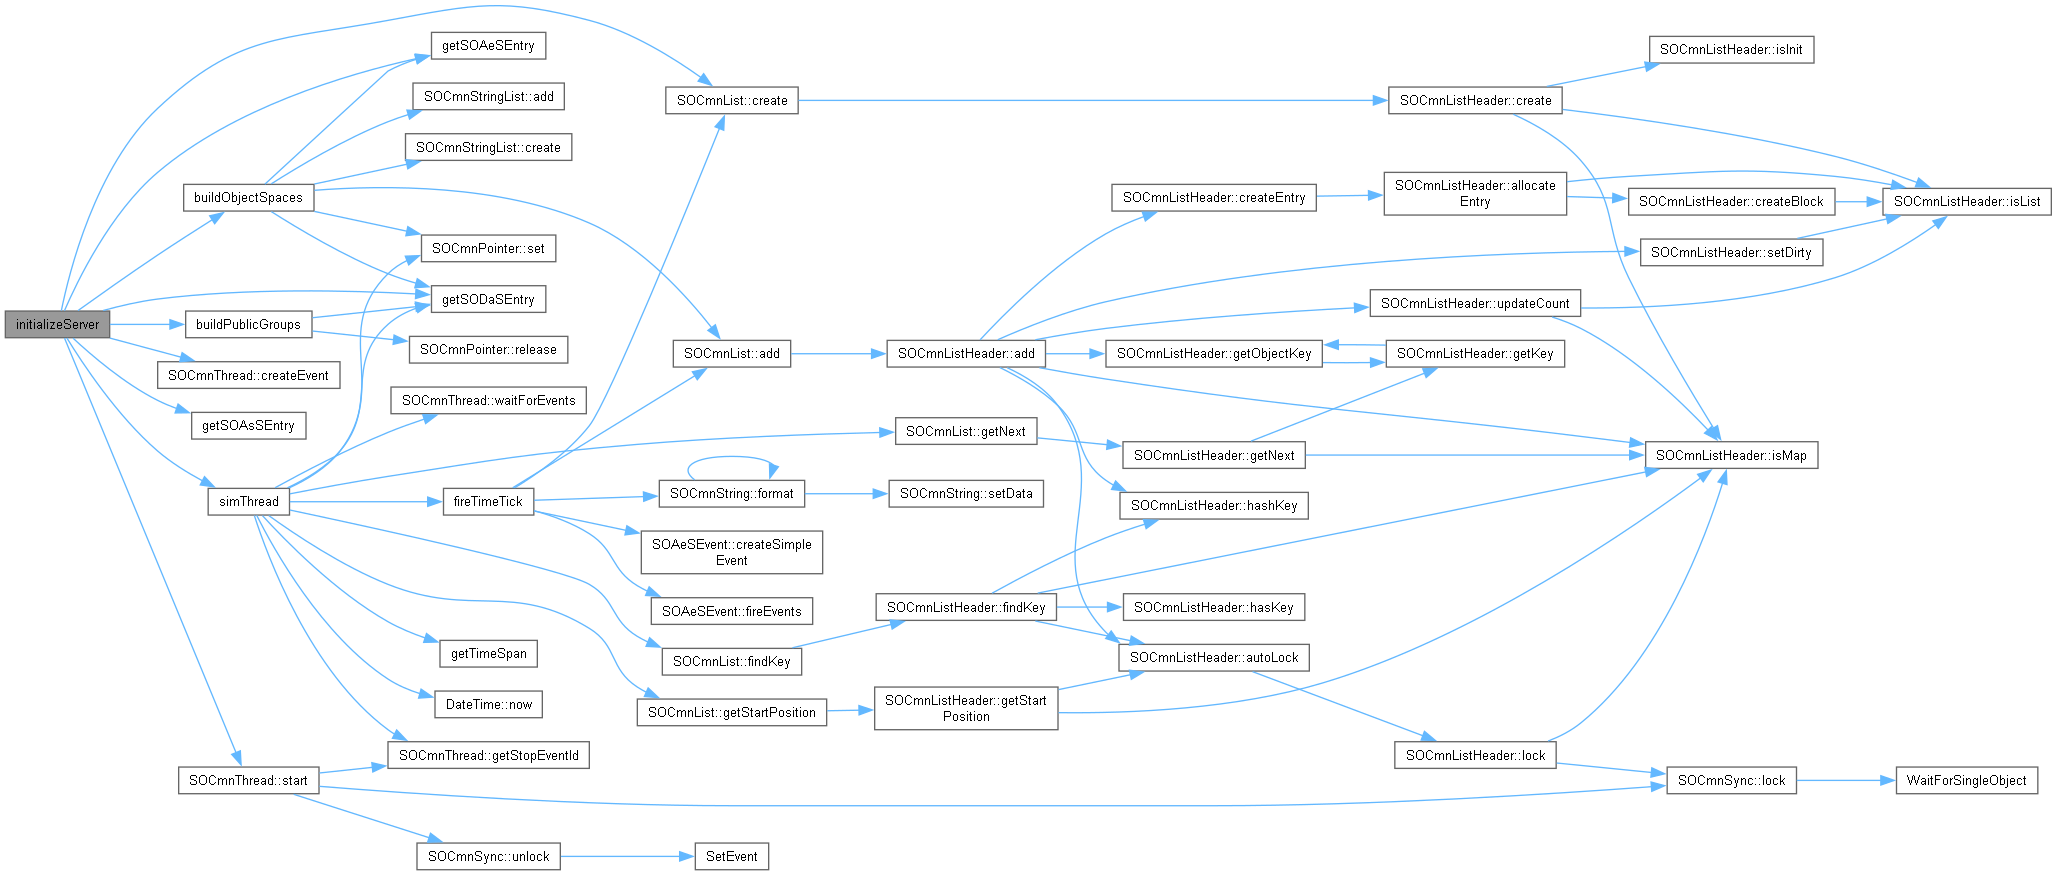 initializeServer
buildObjectSpaces
buildPublicGroups
SOCmnThread::createEvent
getSOAsSEntry
simThread
SOCmnThread::start
getSOAeSEntry
SOCmnStringList::add
SOCmnStringList::create
SOCmnPointer::set
getSODaSEntry
SOCmnPointer::release
SOCmnThread::waitForEvents
fireTimeTick
getTimeSpan
DateTime::now
SOCmnThread::getStopEventId
SOCmnSync::unlock
SOCmnList::create
SOCmnList::add
SOCmnString::format
SOAeSEvent::createSimple
Event
SOAeSEvent::fireEvents
SOCmnList::findKey
SOCmnList::getStartPosition
SetEvent
SOCmnListHeader::add
SOCmnList::getNext
SOCmnString::setData
SOCmnListHeader::findKey
SOCmnListHeader::getStart
Position
SOCmnListHeader::createEntry
SOCmnListHeader::getObjectKey
SOCmnListHeader::getNext
SOCmnListHeader::hashKey
SOCmnListHeader::hasKey
SOCmnListHeader::autoLock
SOCmnListHeader::create
SOCmnListHeader::allocate
Entry
SOCmnListHeader::updateCount
SOCmnListHeader::getKey
SOCmnListHeader::lock
SOCmnListHeader::isInit
SOCmnListHeader::createBlock
SOCmnListHeader::setDirty
SOCmnListHeader::isMap
SOCmnSync::lock
SOCmnListHeader::isList
WaitForSingleObject